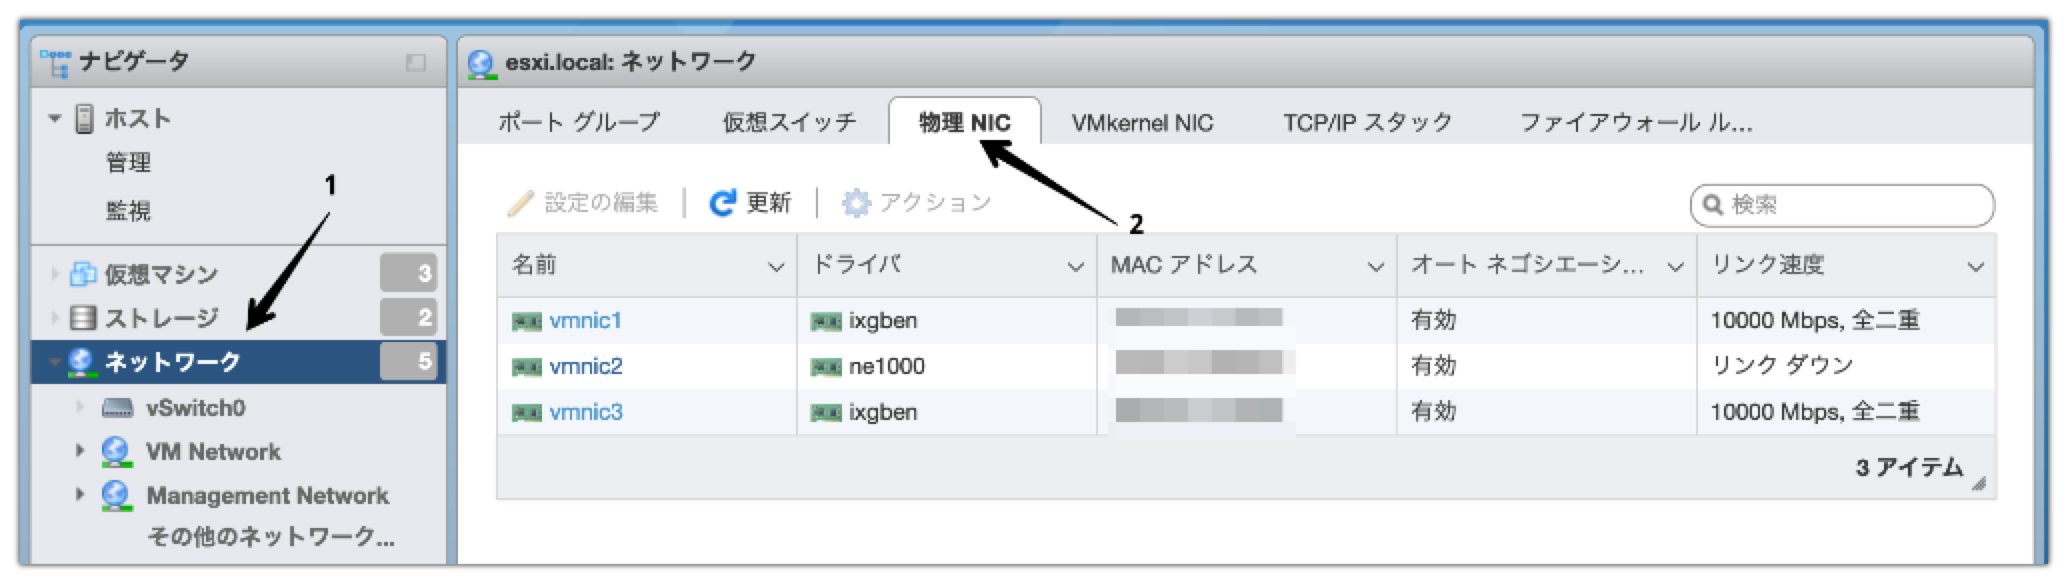 ナビゲータ
ホスト
管理
監視
1
仮想マシン 3
ストレージ 2
ネットワーク 5
vSwitch0
VM Network
Management Network
その他のネットワーク...
esxi.local: ネットワーク
ポート グループ 仮想スイッチ 物理 NIC VMkernel NIC TCP/IP スタック ファイアウォール ル...
設定の編集 更新 アクション 検索
2
名前 ドライバ MAC アドレス オート ネゴシエーシ... リンク速度
vmnic1 ixgben 有効 10000 Mbps, 全二重
vmnic2 ne1000 有効 リンク ダウン
vmnic3 ixgben 有効 10000 Mbps, 全二重
3 アイテム